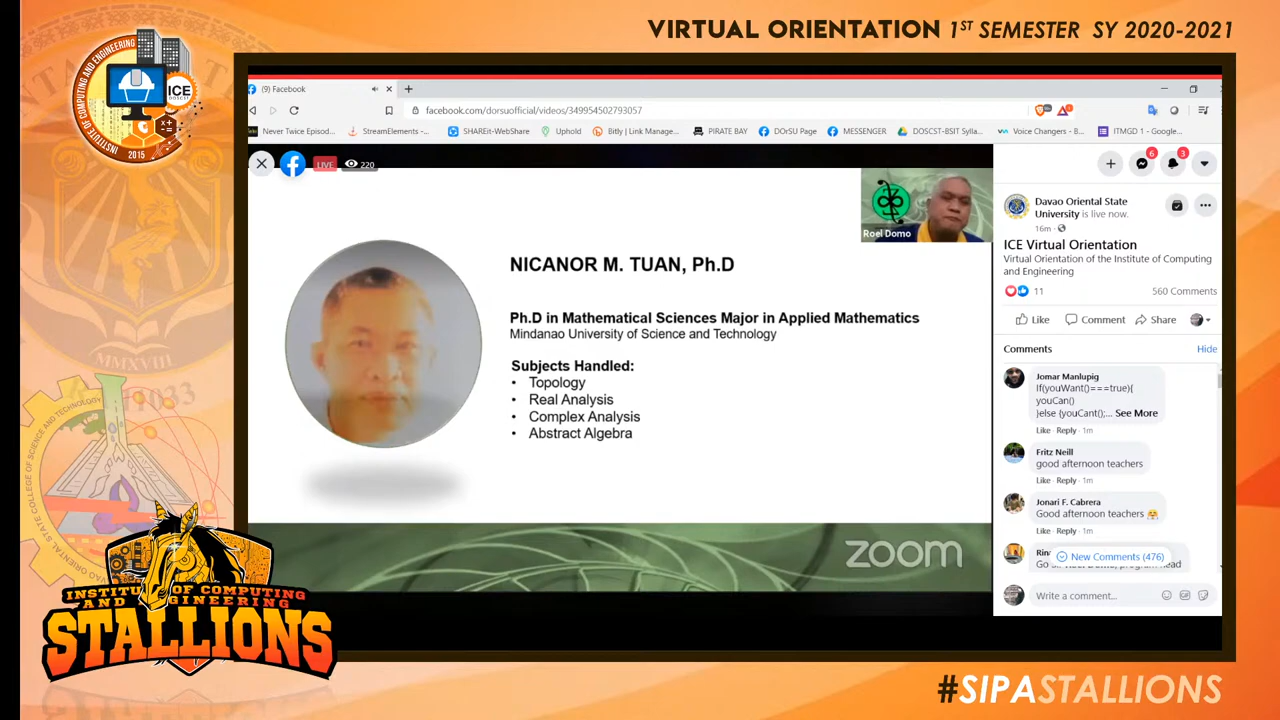 VIRTUAL ORIENTATION 1ST SEMESTER SY 2020-2021
INSTITUTE OF COMPUTING AND ENGINEERING
ICE
DOSCST
2015
(9) Facebook
facebook.com/dorsuofficial/videos/349954502793057
Never Twice Episod...
StreamElements -...
SHAREit-WebShare
Uphold
Bitly | Link Manage...
PIRATE BAY
DOrSU Page
MESSENGER
DOSCST-BSIT Sylla...
Voice Changers - 8...
ITMGD 1 - Google...
LIVE
220
Roel Domo
NICANOR M. TUAN, Ph.D
Ph.D in Mathematical Sciences Major in Applied Mathematics
Mindanao University of Science and Technology
Subjects Handled:
• Topology
• Real Analysis
• Complex Analysis
• Abstract Algebra
zoom
6
3
Davao Oriental State
University is live now.
16m ·
ICE Virtual Orientation
Virtual Orientation of the Institute of Computing
and Engineering
11
560 Comments
Like
Comment
Share
Comments
Hide
Jomar Manlupig
If(youWant()===true){
youCan()
}else {youCant();... See More
Like · Reply · 1m
Fritz Neill
good afternoon teachers
Like · Reply · 1m
Jonari F. Cabrera
Good afternoon teachers 🤗
Like · Reply · 1m
New Comments (476)
Write a comment...
GIF
MMXVIII
INSTITUTE OF COMPUTING
AND ENGINEERING
STALLIONS
#SIPASTALLIONS